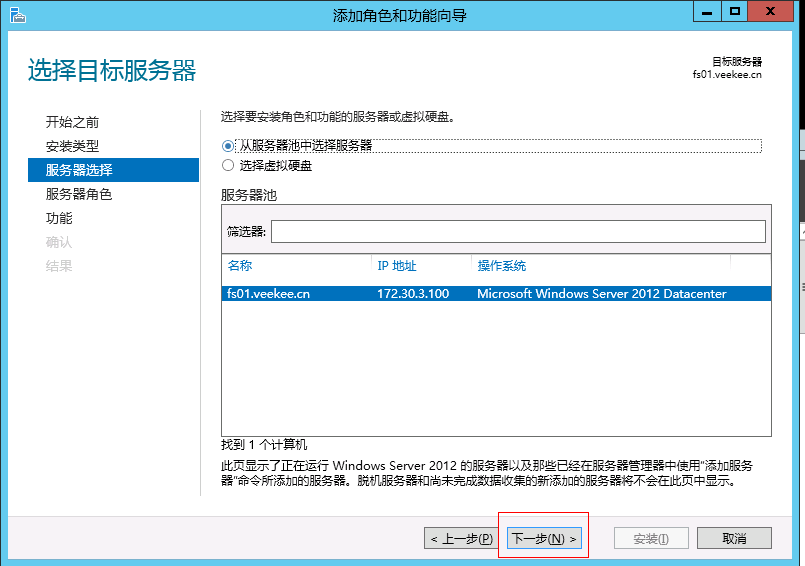 添加角色和功能向导
选择目标服务器
目标服务器
fs01.veekee.cn
开始之前
安装类型
服务器选择
服务器角色
功能
确认
结果
选择要安装角色和功能的服务器或虚拟硬盘。
从服务器池中选择服务器
选择虚拟硬盘
服务器池
筛选器:
名称 IP 地址 操作系统
fs01.veekee.cn 172.30.3.100 Microsoft Windows Server 2012 Datacenter
找到 1 个计算机
此页显示了正在运行 Windows Server 2012 的服务器以及那些已经在服务器管理器中使用"添加服务
器"命令所添加的服务器。脱机服务器和尚未完成数据收集的新添加的服务器将不会在此页中显示。
< 上一步(P) 下一步(N) > 安装(I) 取消